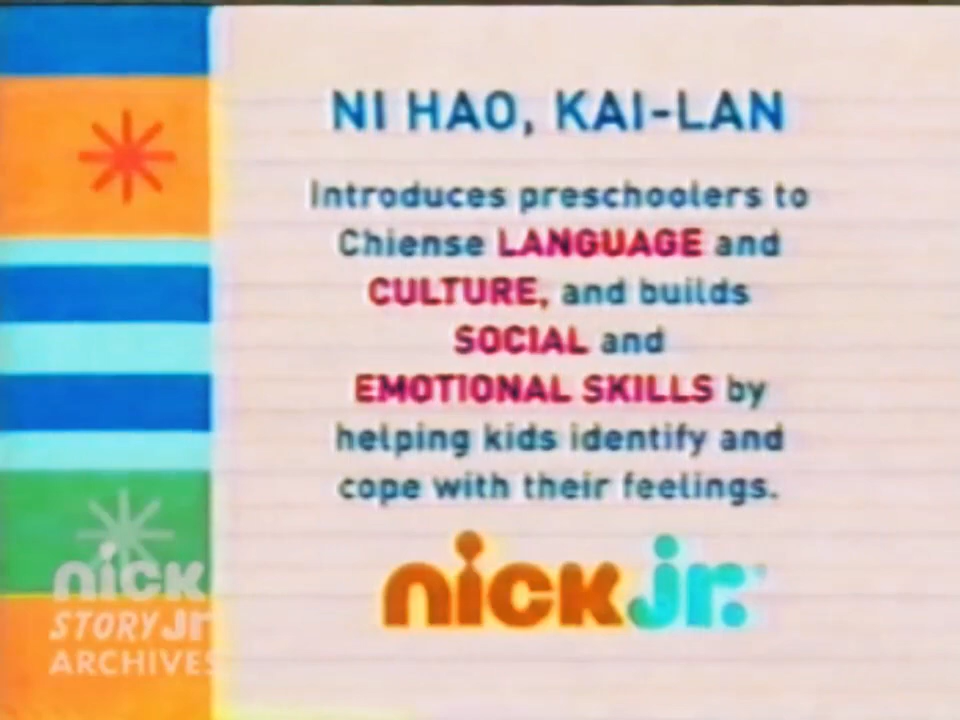 NI HAO, KAI-LAN
Introduces preschoolers to
Chiense LANGUAGE and
CULTURE, and builds
SOCIAL and
EMOTIONAL SKILLS by
helping kids identify and
cope with their feelings.
nick jr.
nick
STORY Jr
ARCHIVES